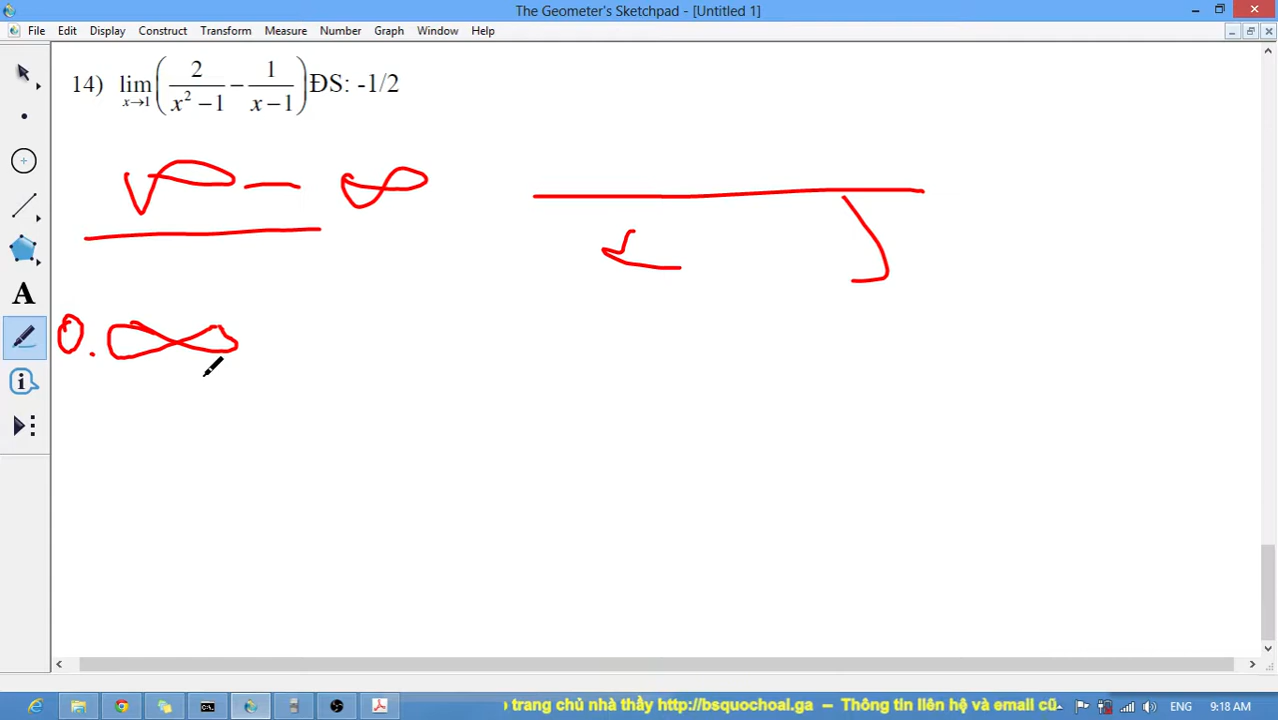 The Geometer's Sketchpad - [Untitled 1]
File Edit Display Construct Transform Measure Number Graph Window Help
14) lim x→1 (2/(x² − 1) − 1/(x − 1)) ĐS: -1/2
∞ − ∞
0. ∞
A
trang chủ nhà thầy http://bsquochoai.ga – Thông tin liên hệ và email cũ
ENG 9:18 AM